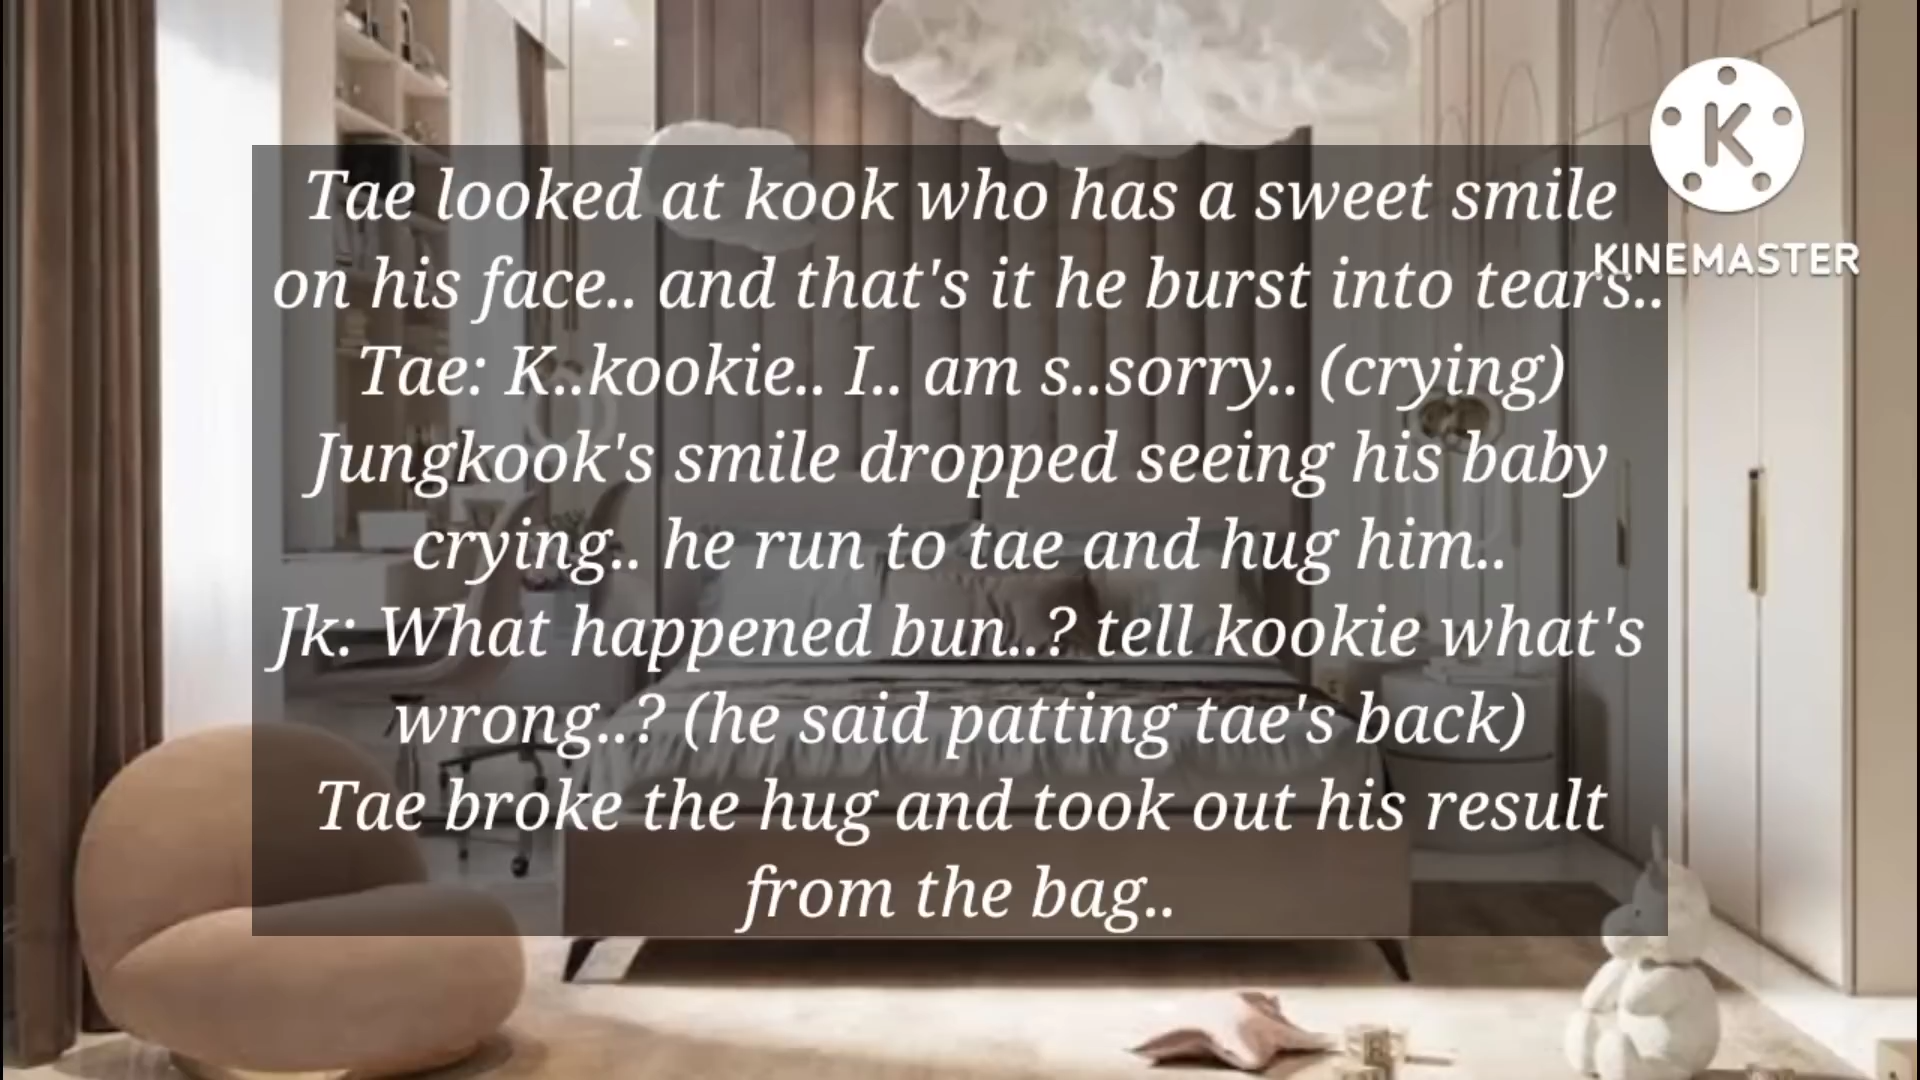 Tae looked at kook who has a sweet smile
on his face.. and that's it he burst into tears..
Tae: K..kookie.. I.. am s..sorry.. (crying)
Jungkook's smile dropped seeing his baby
crying.. he run to tae and hug him..
Jk: What happened bun..? tell kookie what's
wrong..? (he said patting tae's back)
Tae broke the hug and took out his result
from the bag..
K
KINEMASTER